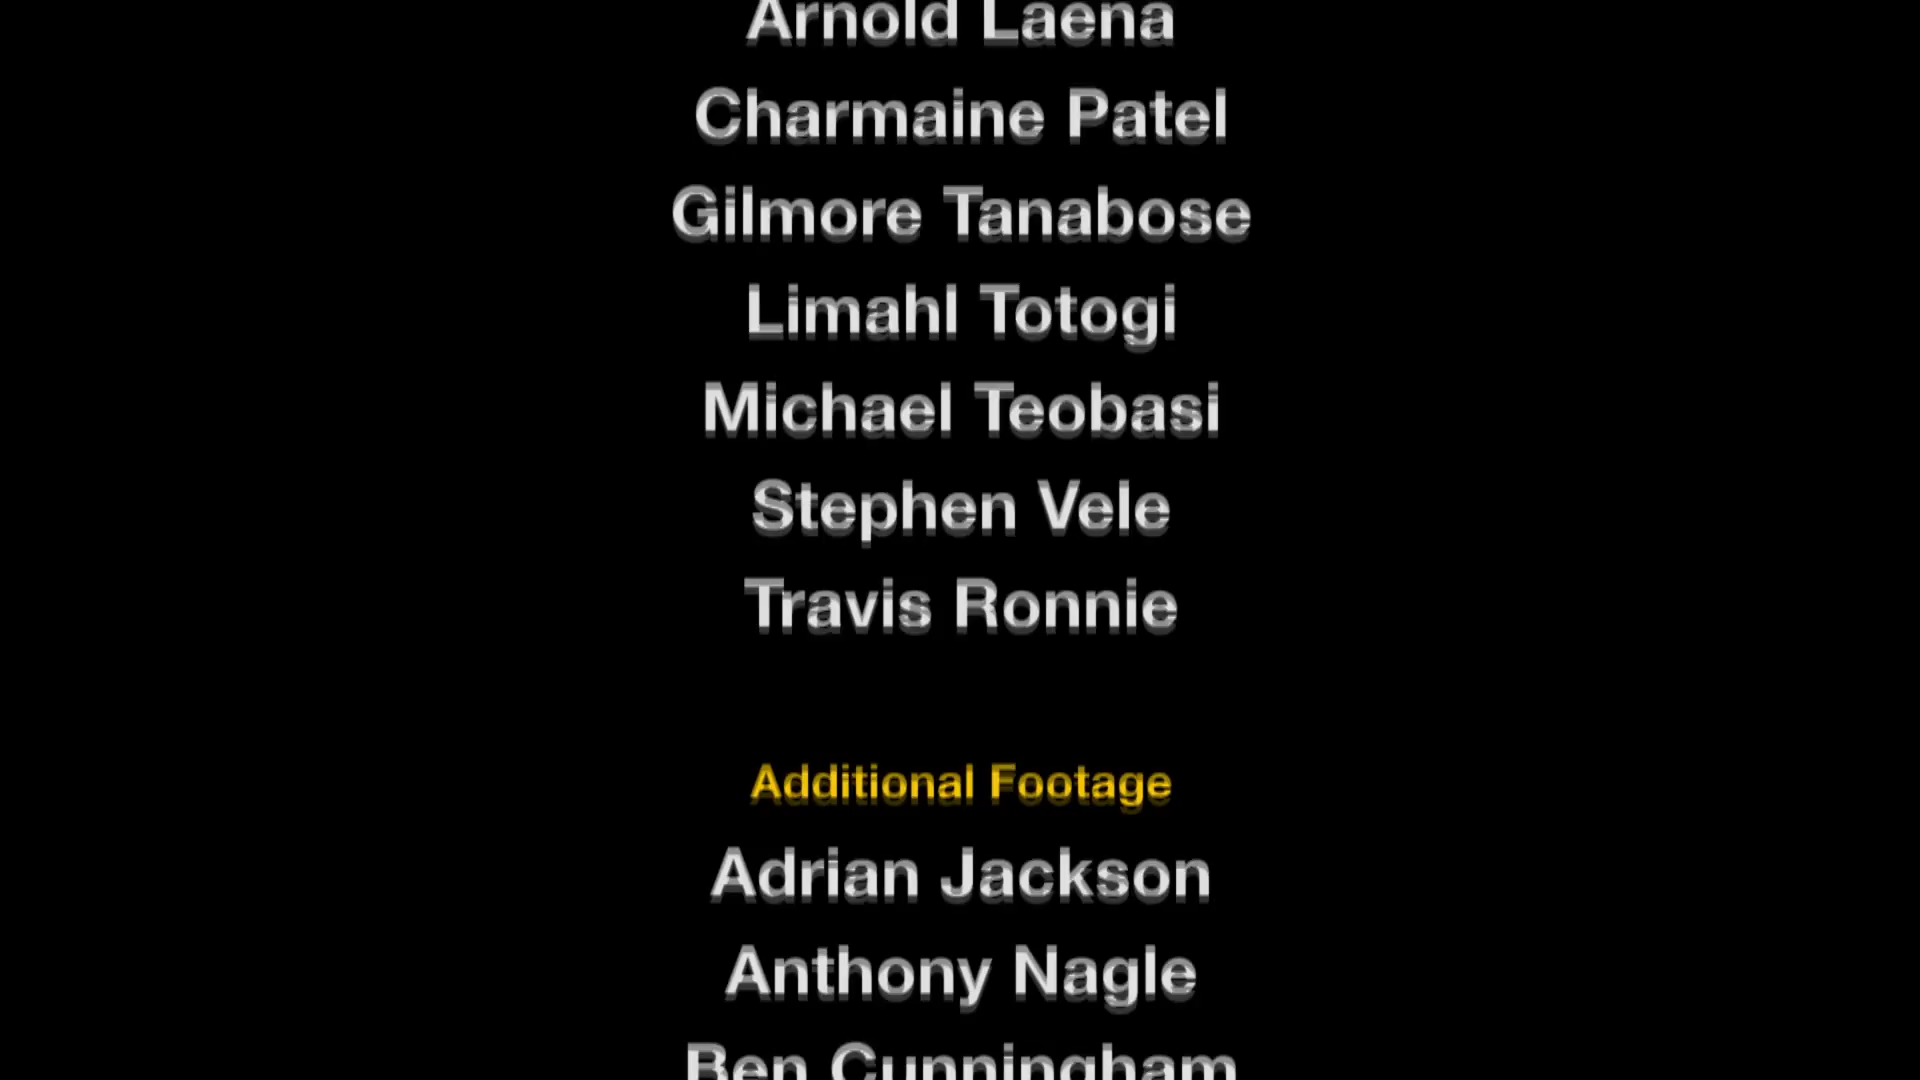 Arnold Laena
Charmaine Patel
Gilmore Tanabose
Limahl Totogi
Michael Teobasi
Stephen Vele
Travis Ronnie
Additional Footage
Adrian Jackson
Anthony Nagle
Ben Cunningham